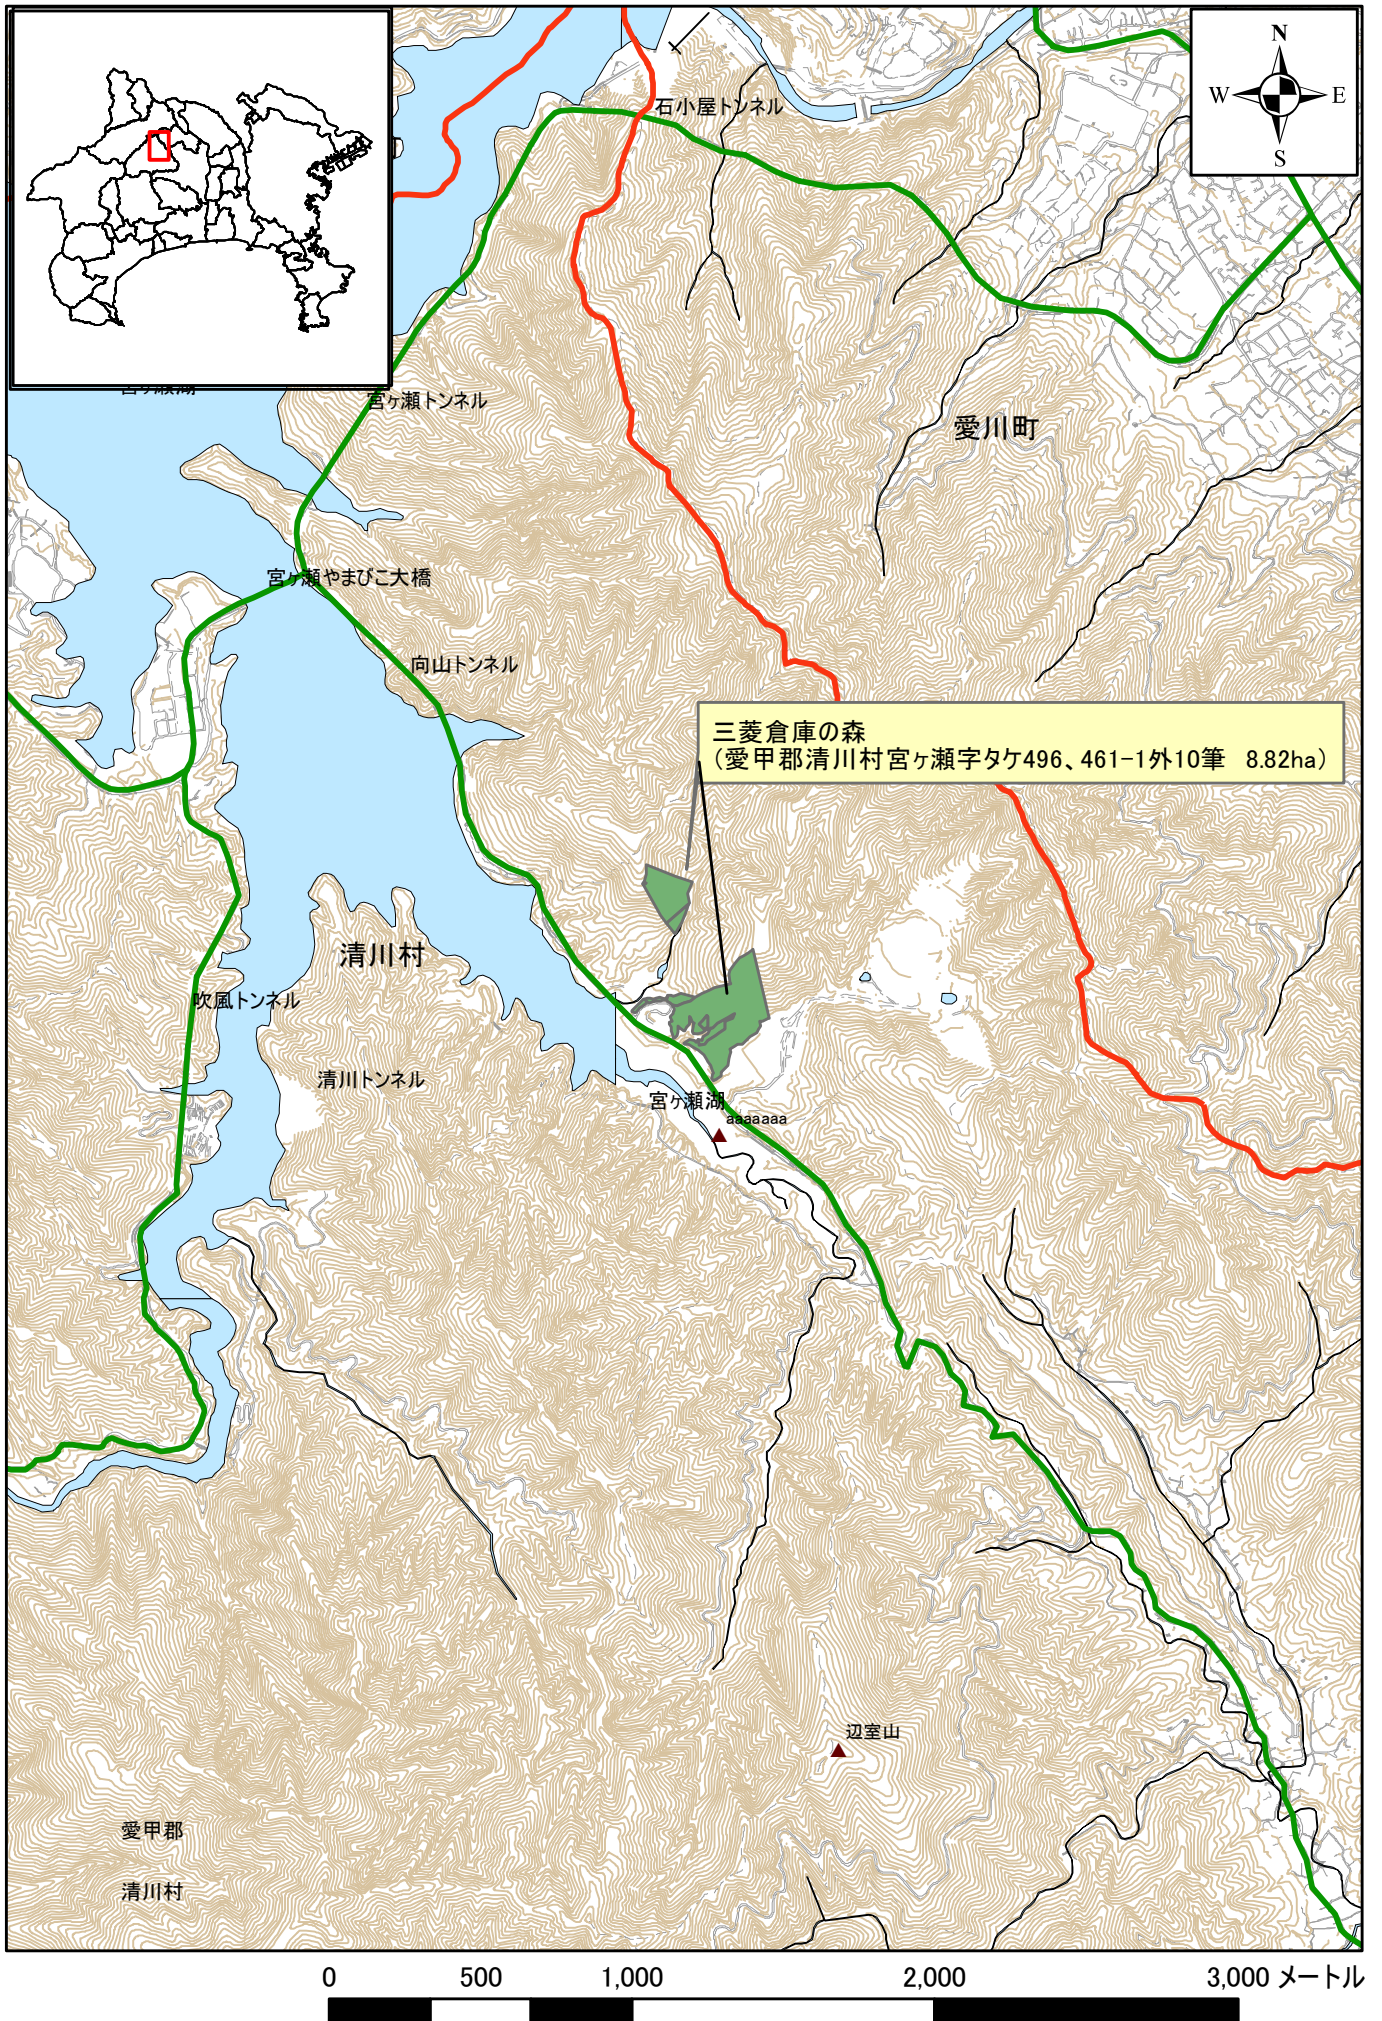 N
W E
S
石小屋トンネル
宮ヶ瀬湖
宮ヶ瀬トンネル
愛川町
宮ヶ瀬やまびこ大橋
向山トンネル
三菱倉庫の森
（愛甲郡清川村宮ヶ瀬字タケ496、461-1外10筆 8.82ha）
清川村
吹風トンネル
清川トンネル
宮ヶ瀬湖
aaaaaaa
辺室山
愛甲郡
清川村
0 500 1,000 2,000 3,000 メートル